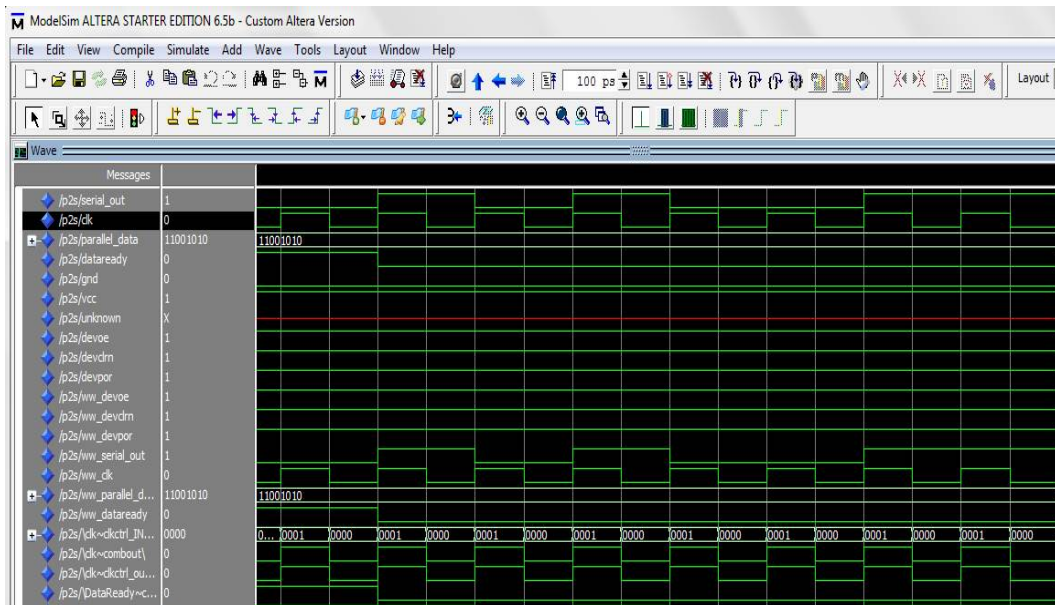 ModelSim ALTERA STARTER EDITION 6.5b - Custom Altera Version
File Edit View Compile Simulate Add Wave Tools Layout Window Help
100 ps
Layout
Wave
Messages
/p2s/serial_out 1
/p2s/clk 0
/p2s/parallel_data 11001010 11001010
/p2s/dataready 0
/p2s/gnd 0
/p2s/vcc 1
/p2s/unknown X
/p2s/devoe 1
/p2s/devclrn 1
/p2s/devpor 1
/p2s/ww_devoe 1
/p2s/ww_devclrn 1
/p2s/ww_devpor 1
/p2s/ww_serial_out 1
/p2s/ww_clk 0
/p2s/ww_parallel_d... 11001010 11001010
/p2s/ww_dataready 0
/p2s/\clk~clkctrl_IN... 0000 0... 0001 0000 0001 0000 0001 0000 0001 0000 0001 0000 0001 0000 0001 0000 0001 0000
/p2s/\clk~combout\ 0
/p2s/\clk~clkctrl_ou... 0
/p2s/\DataReady~c... 0